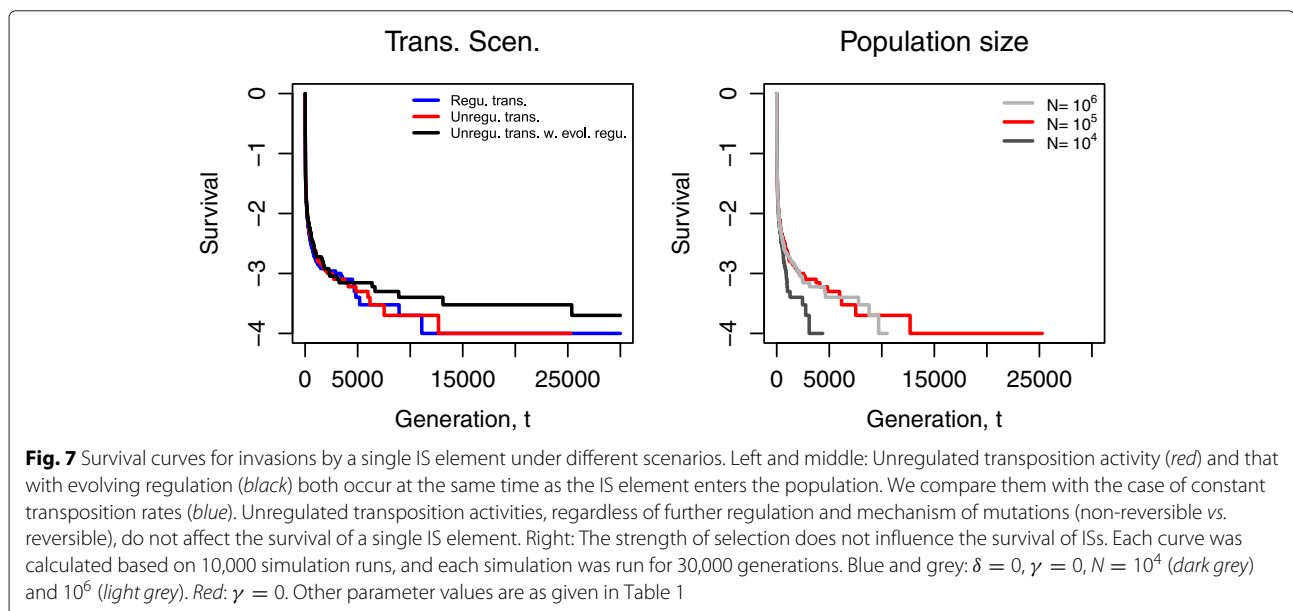 Trans. Scen.
Survival
0
−1
−2
−3
−4
Regu. trans.
Unregu. trans.
Unregu. trans. w. evol. regu.
0 5000 15000 25000
Generation, t
Population size
Survival
0
−1
−2
−3
−4
N= 10^6
N= 10^5
N= 10^4
0 5000 15000 25000
Generation, t
Fig. 7 Survival curves for invasions by a single IS element under different scenarios. Left and middle: Unregulated transposition activity (red) and that
with evolving regulation (black) both occur at the same time as the IS element enters the population. We compare them with the case of constant
transposition rates (blue). Unregulated transposition activities, regardless of further regulation and mechanism of mutations (non-reversible vs.
reversible), do not affect the survival of a single IS element. Right: The strength of selection does not influence the survival of ISs. Each curve was
calculated based on 10,000 simulation runs, and each simulation was run for 30,000 generations. Blue and grey: δ = 0, γ = 0, N = 10^4 (dark grey)
and 10^6 (light grey). Red: γ = 0. Other parameter values are as given in Table 1